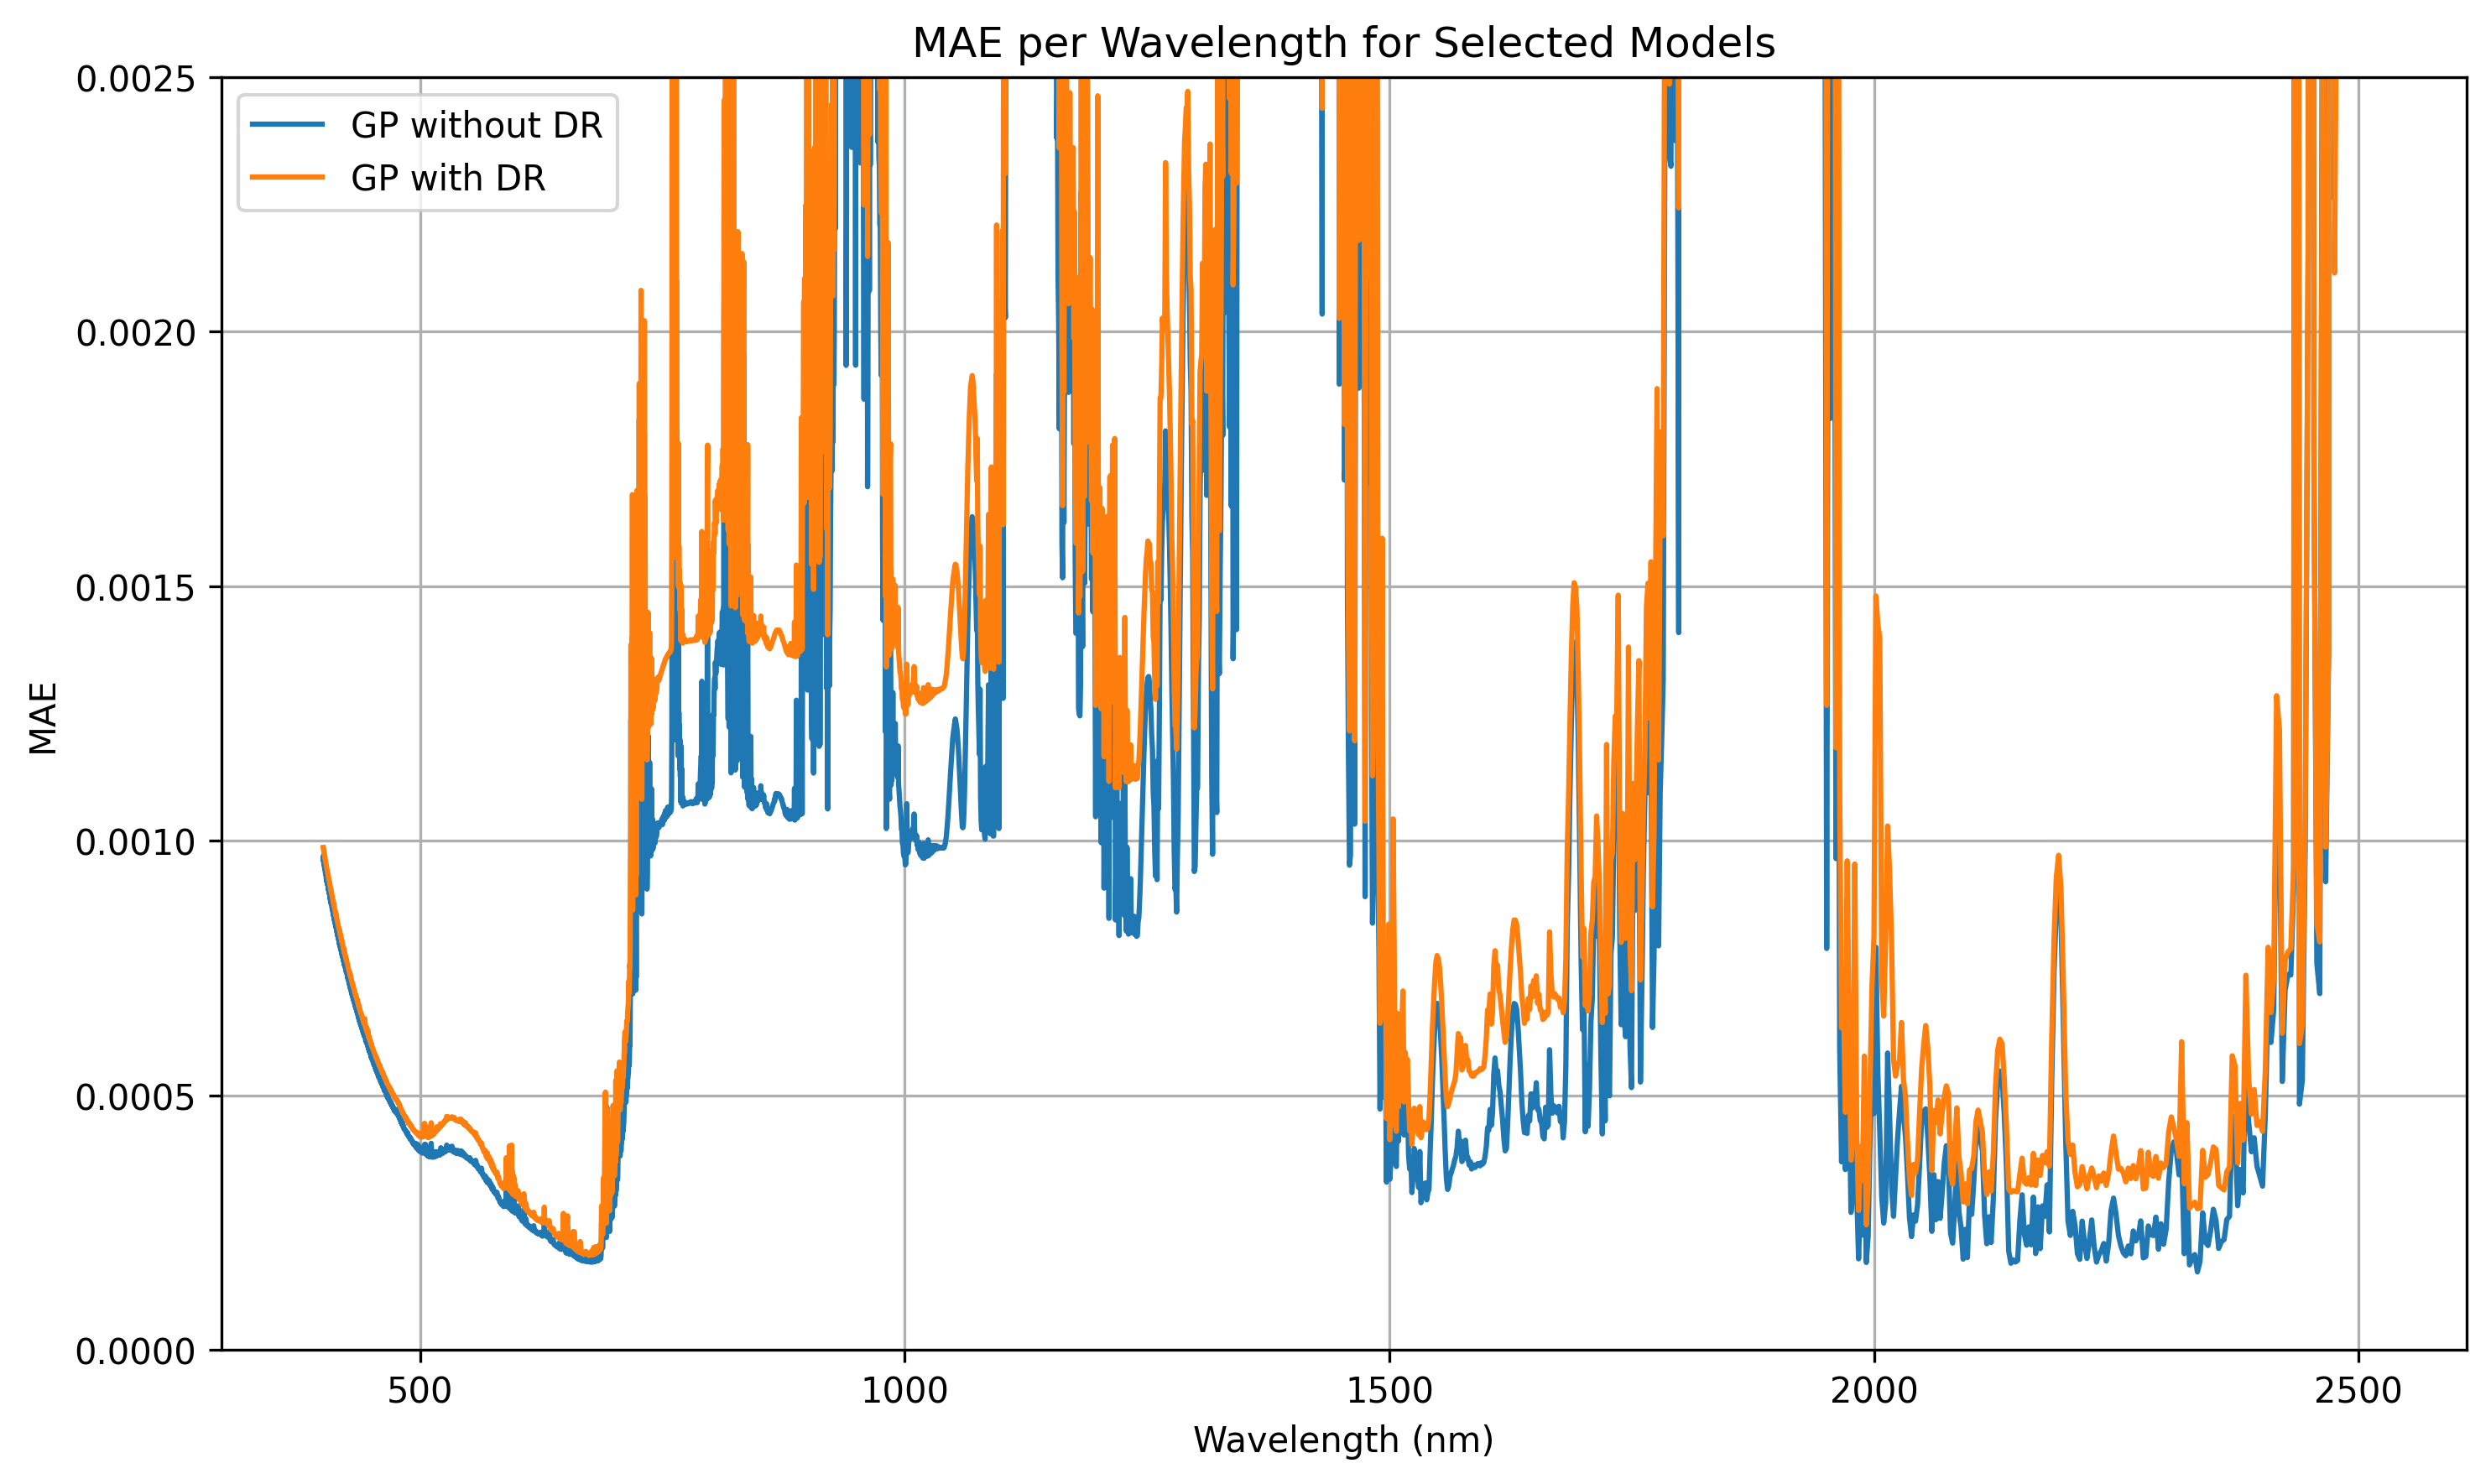 MAE per Wavelength for Selected Models
0.0025
GP without DR
GP with DR
0.0020
0.0015
MAE
0.0010
0.0005
0.0000
500 1000 1500 2000 2500
Wavelength (nm)